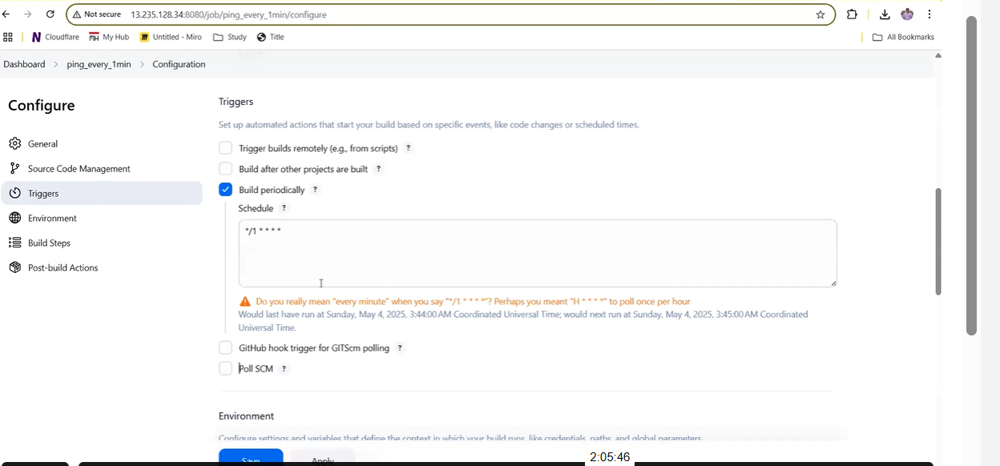 Not secure 13.235.128.34:8080/job/ping_every_1min/configure
Cloudflare My Hub Untitled - Miro Study Title All Bookmarks
Dashboard > ping_every_1min > Configuration
Configure
General
Source Code Management
Triggers
Environment
Build Steps
Post-build Actions
Triggers
Set up automated actions that start your build based on specific events, like code changes or scheduled times.
Trigger builds remotely (e.g., from scripts) ?
Build after other projects are built ?
Build periodically ?
Schedule ?
*/1 * * * *
Do you really mean "every minute" when you say "*/1 * * * *"? Perhaps you meant "H * * * *" to poll once per hour
Would last have run at Sunday, May 4, 2025, 3:44:00 AM Coordinated Universal Time; would next run at Sunday, May 4, 2025, 3:45:00 AM Coordinated
Universal Time.
GitHub hook trigger for GITScm polling ?
Poll SCM ?
Environment
Configure settings and variables that define the context in which your build runs, like credentials, paths, and global parameters.
Save Apply
2:05:46